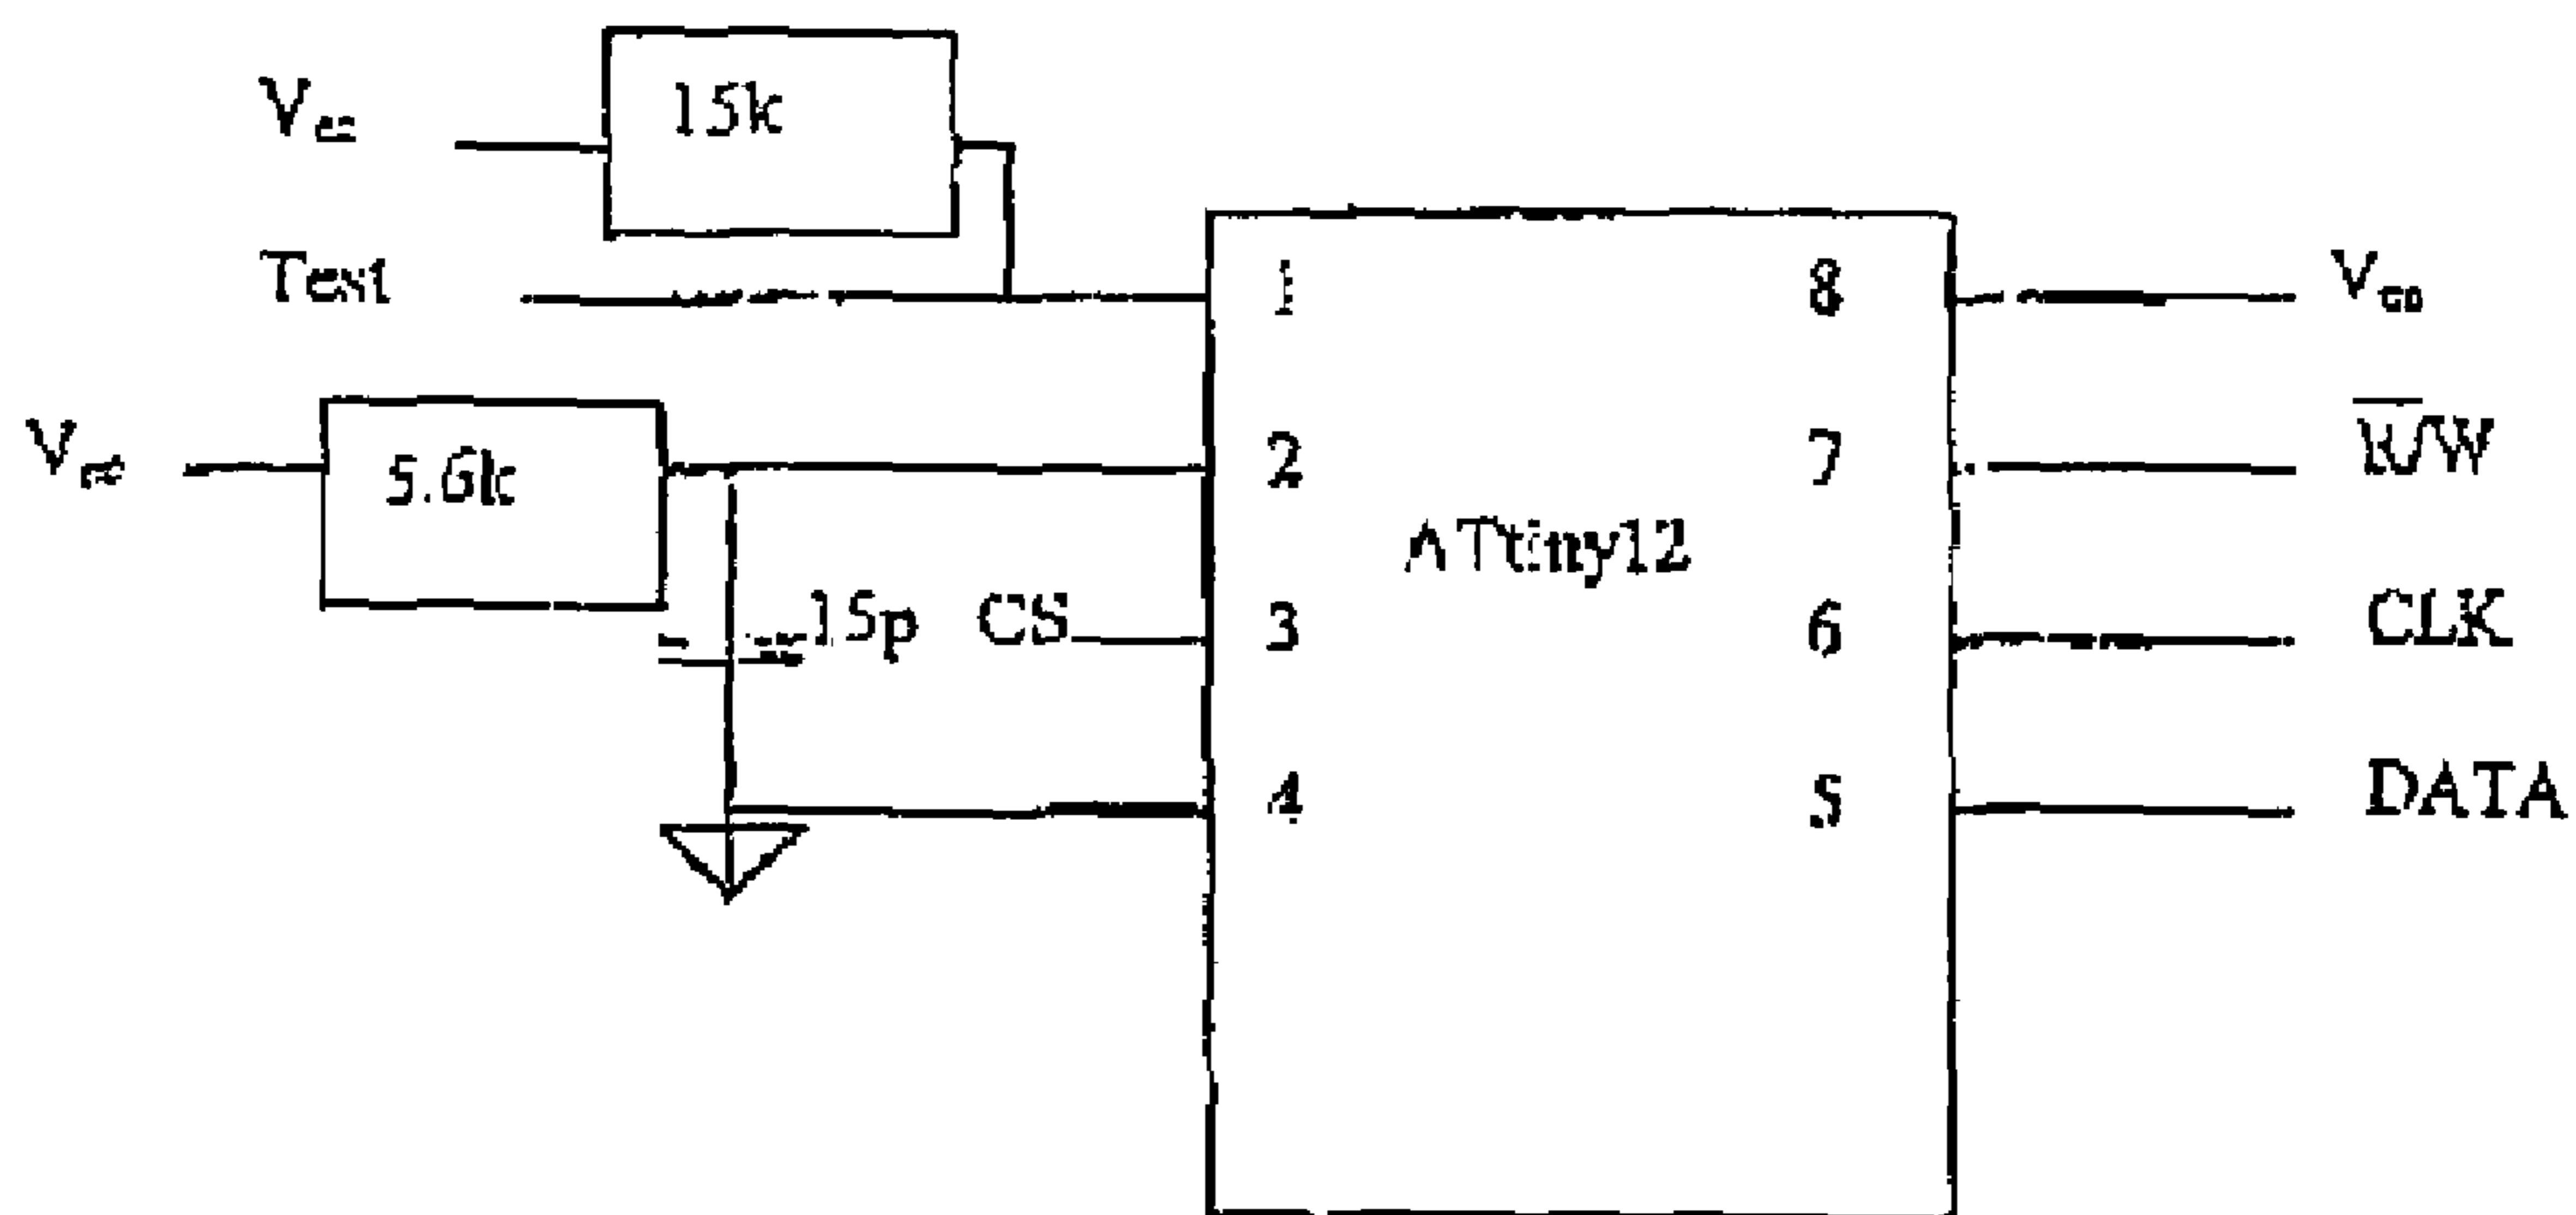 Vcc
15k
Test
Vcc
5.6k
15p
CS
1
2
3
4
ATtiny12
8
7
6
5
Vcc
R̅/W
CLK
DATA